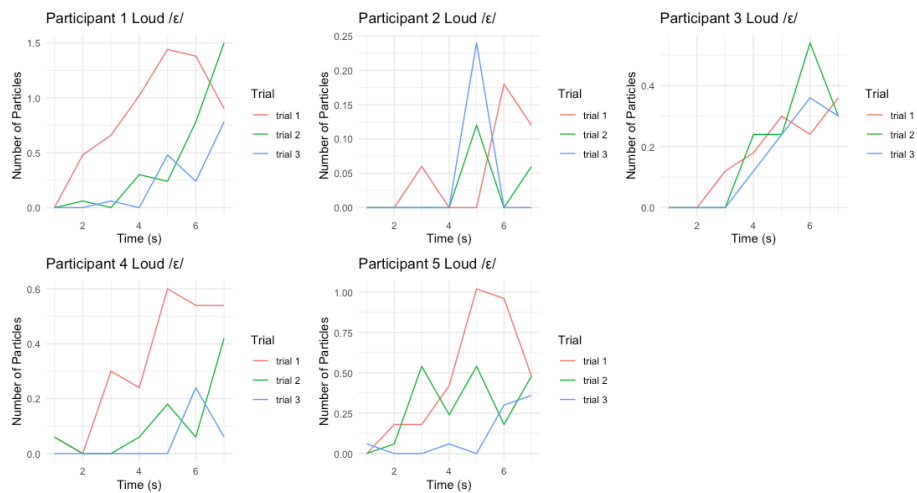 Participant 1 Loud /ε/
Number of Particles
1.5
1.0
0.5
0.0
2
4
6
Time (s)
Trial
trial 1
trial 2
trial 3
Participant 2 Loud /ε/
Number of Particles
0.25
0.20
0.15
0.10
0.05
0.00
2
4
6
Time (s)
Trial
trial 1
trial 2
trial 3
Participant 3 Loud /ε/
Number of Particles
0.4
0.2
0.0
2
4
6
Time (s)
Trial
trial 1
trial 2
trial 3
Participant 4 Loud /ε/
Number of Particles
0.6
0.4
0.2
0.0
2
4
6
Time (s)
Trial
trial 1
trial 2
trial 3
Participant 5 Loud /ε/
Number of Particles
1.00
0.75
0.50
0.25
0.00
2
4
6
Time (s)
Trial
trial 1
trial 2
trial 3